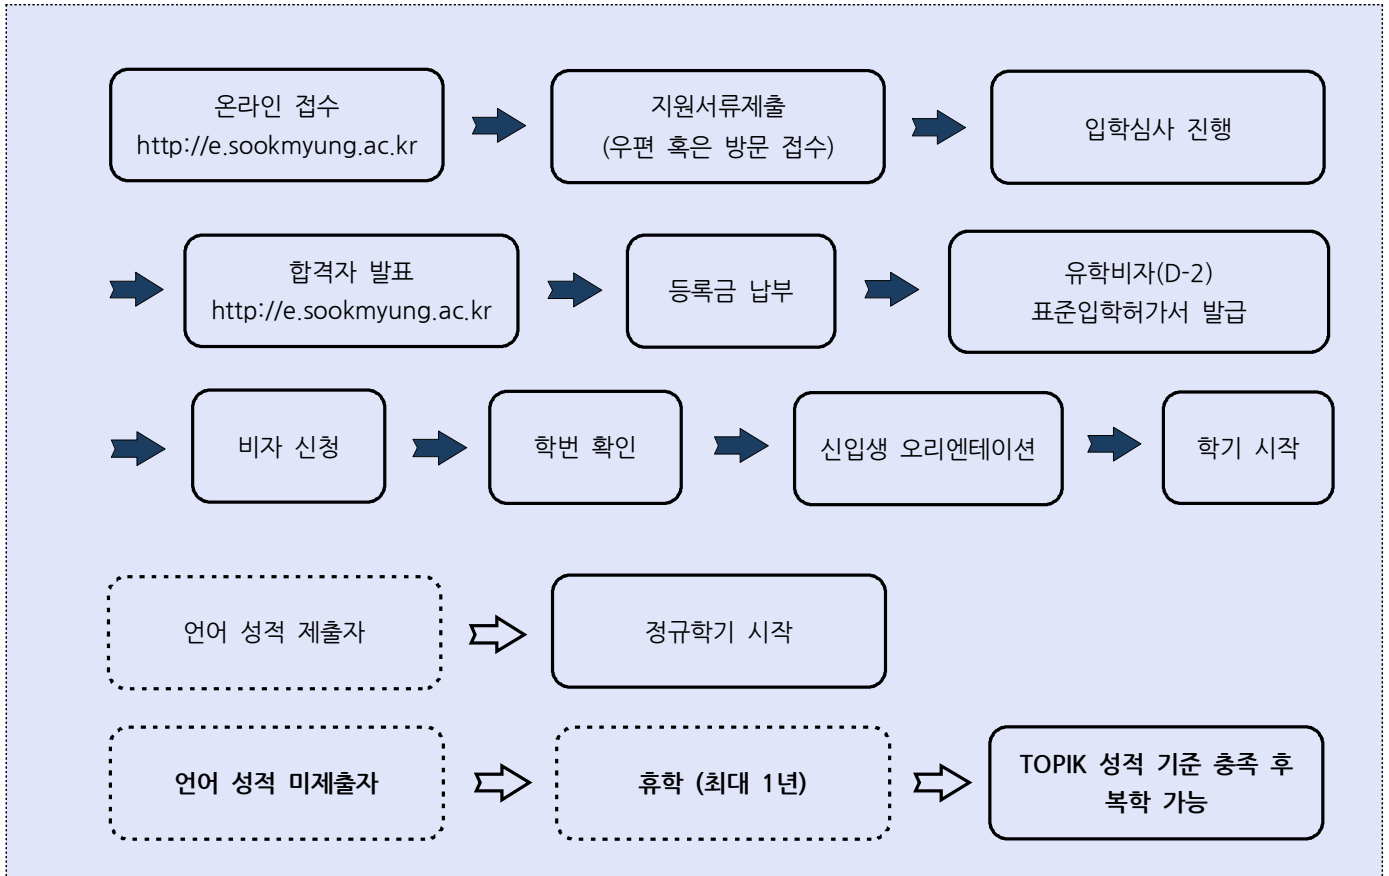 온라인 접수
http://e.sookmyung.ac.kr
지원서류제출
(우편 혹은 방문 접수)
입학심사 진행
합격자 발표
http://e.sookmyung.ac.kr
등록금 납부
유학비자(D-2)
표준입학허가서 발급
비자 신청
학번 확인
신입생 오리엔테이션
학기 시작
언어 성적 제출자
정규학기 시작
언어 성적 미제출자
휴학 (최대 1년)
TOPIK 성적 기준 충족 후
복학 가능